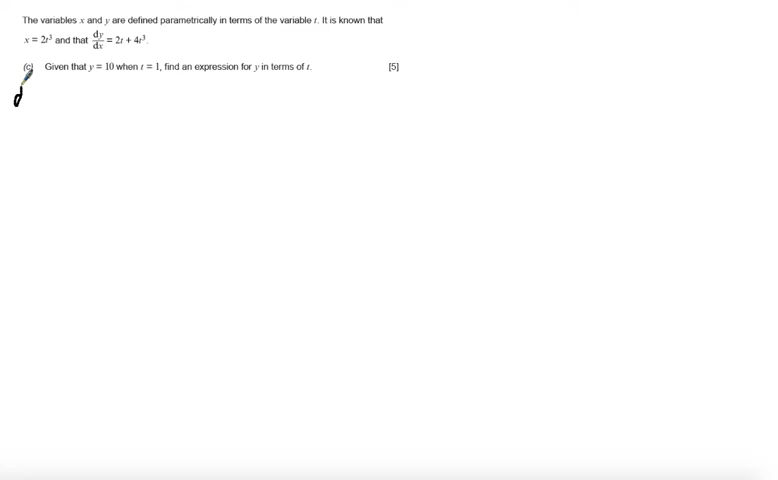 The variables x and y are defined parametrically in terms of the variable t. It is known that
x = 2t³ and that dy/dx = 2t + 4t³.
(c) Given that y = 10 when t = 1, find an expression for y in terms of t. [5]
d